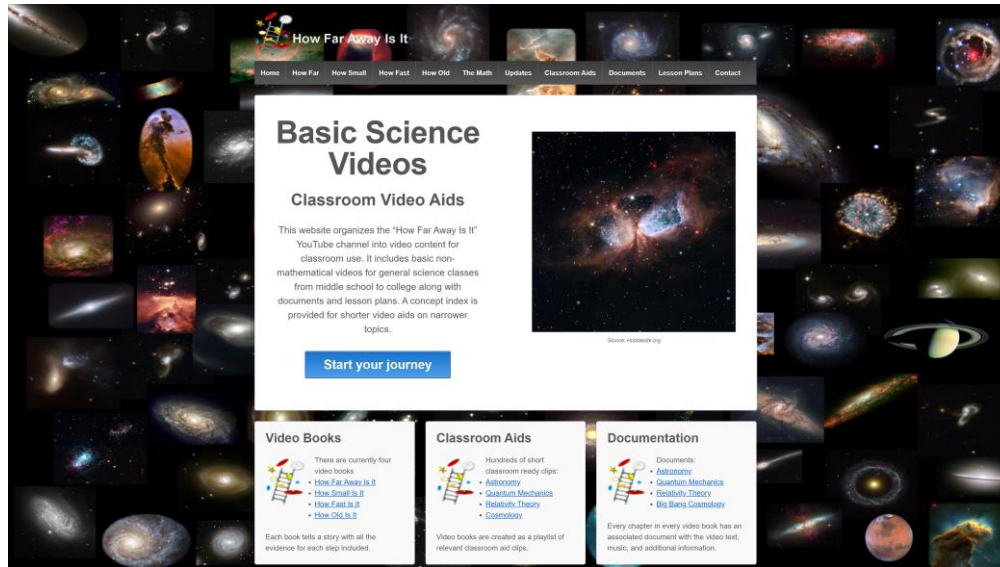 How Far Away Is It
Home How Far How Small How Fast How Old The Math Updates Classroom Aids Documents Lesson Plans Contact
Basic Science
Videos
Classroom Video Aids
This website organizes the “How Far Away Is It”
YouTube channel into video content for
classroom use. It includes basic non-
mathematical videos for general science classes
from middle school to college along with
documents and lesson plans. A concept index is
provided for shorter video aids on narrower
topics.
Start your journey
Source: Hubblesite.org
Video Books
There are currently four
video books
• How Far Away Is It
• How Small Is It
• How Fast Is It
• How Old Is It
Each book tells a story with all the
evidence for each step included.
Classroom Aids
Hundreds of short
classroom ready clips:
• Astronomy
• Quantum Mechanics
• Relativity Theory
• Cosmology
Video books are created as a playlist of
relevant classroom aid clips.
Documentation
Documents:
• Astronomy
• Quantum Mechanics
• Relativity Theory
• Big Bang Cosmology
Every chapter in every video book has an
associated document with the video text,
music, and additional information.